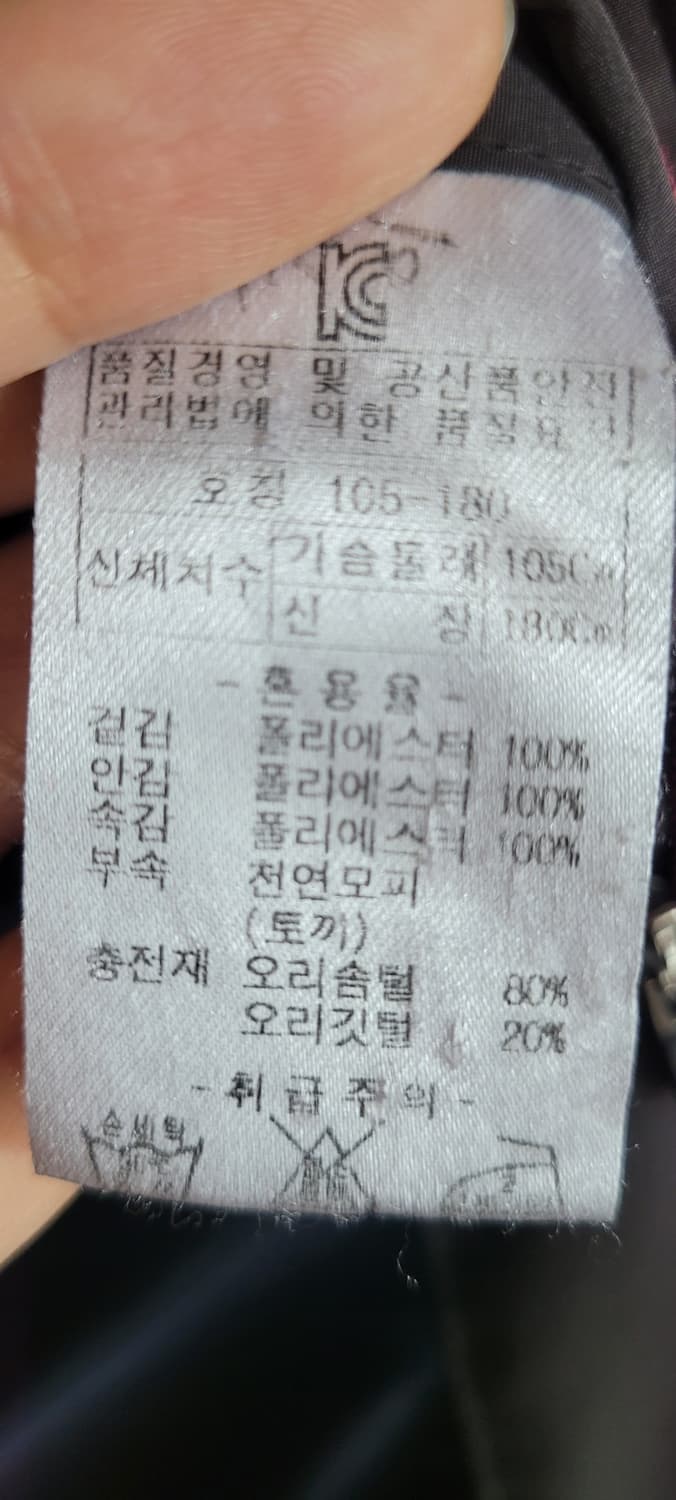 품질경영 및 공산품안전
관리법에 의한 품질표시
호칭 105-180
신체치수 가슴둘레 105Cm
신장 180Cm
- 혼용율 -
겉감 폴리에스터 100%
안감 폴리에스터 100%
속감 폴리에스터 100%
부속 천연모피
(토끼)
충전재 오리솜털 80%
오리깃털 20%
- 취급주의 -
손세탁